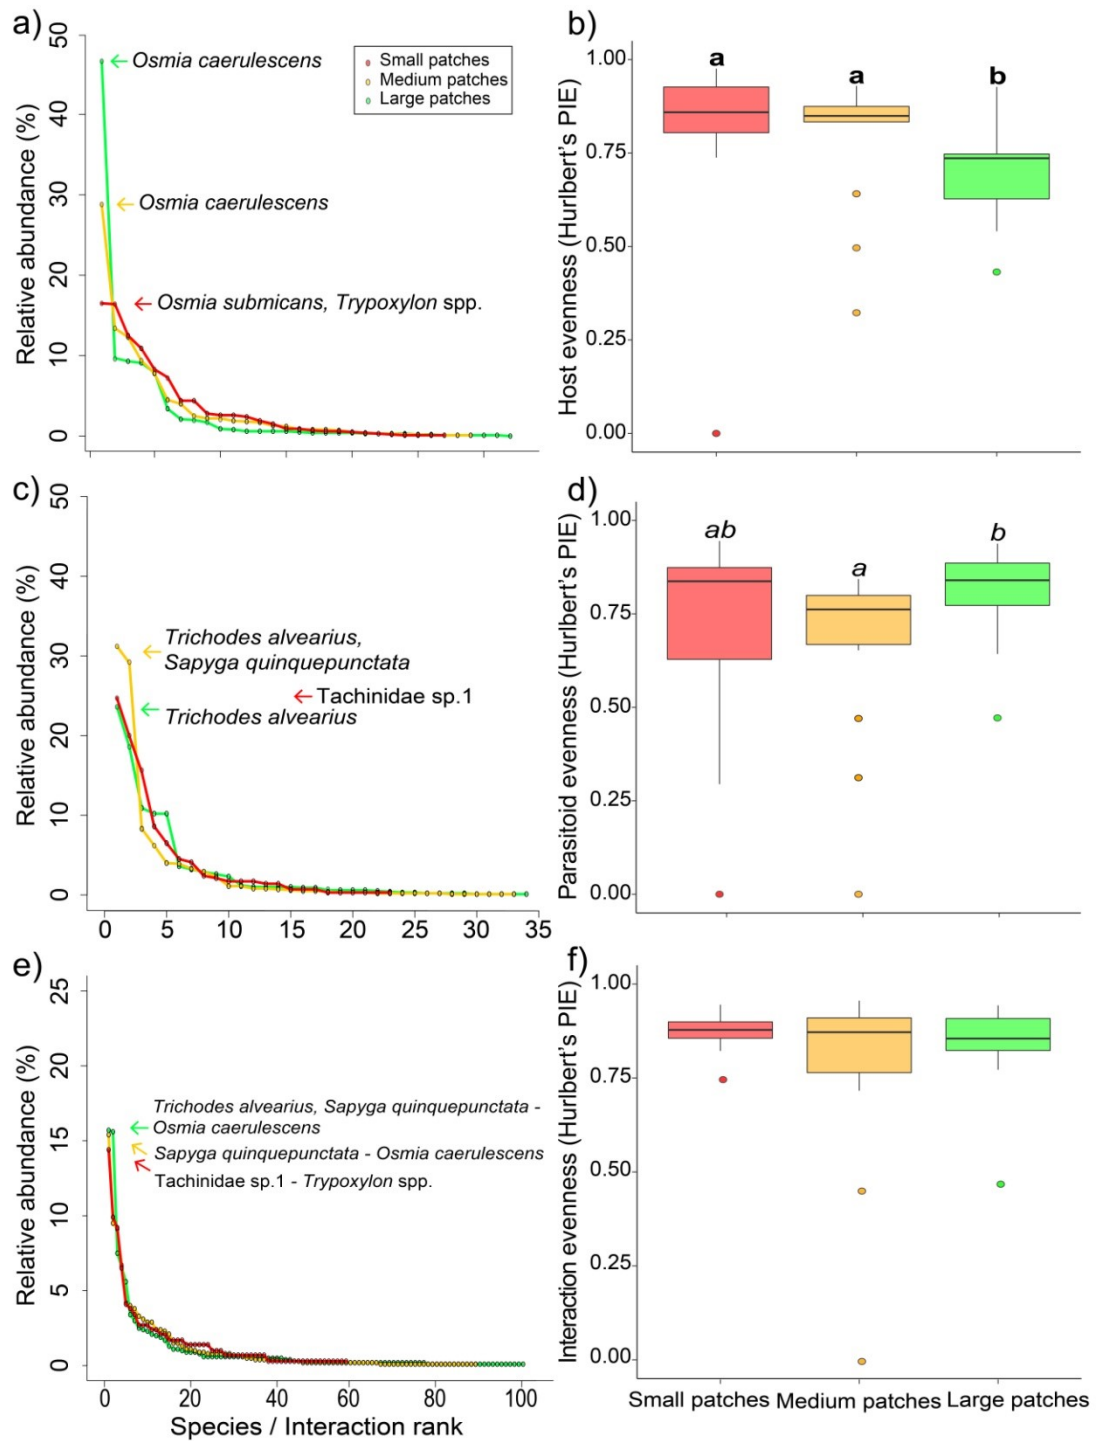 a)
50
40
30
20
10
0
Relative abundance (%)
Osmia caerulescens
Small patches
Medium patches
Large patches
Osmia caerulescens
Osmia submicans, Trypoxylon spp.
b)
1.00
0.75
0.50
0.25
0.00
Host evenness (Hurlbert's PIE)
a
a
b
c)
50
40
30
20
10
0
Relative abundance (%)
Trichodes alvearius,
Sapyga quinquepunctata
Tachinidae sp.1
Trichodes alvearius
0 5 10 15 20 25 30 35
d)
1.00
0.75
0.50
0.25
0.00
Parasitoid evenness (Hurlbert's PIE)
ab
a
b
e)
25
20
15
10
5
0
Relative abundance (%)
Trichodes alvearius, Sapyga quinquepunctata -
Osmia caerulescens
Sapyga quinquepunctata - Osmia caerulescens
Tachinidae sp.1 - Trypoxylon spp.
0 20 40 60 80 100
Species / Interaction rank
f)
1.00
0.75
0.50
0.25
0.00
Interaction evenness (Hurlbert's PIE)
Small patches Medium patches Large patches